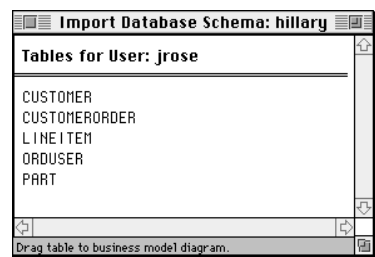 Import Database Schema: hillary
Tables for User: jrose
CUSTOMER
CUSTOMERORDER
LINEITEM
ORDUSER
PART
Drag table to business model diagram.